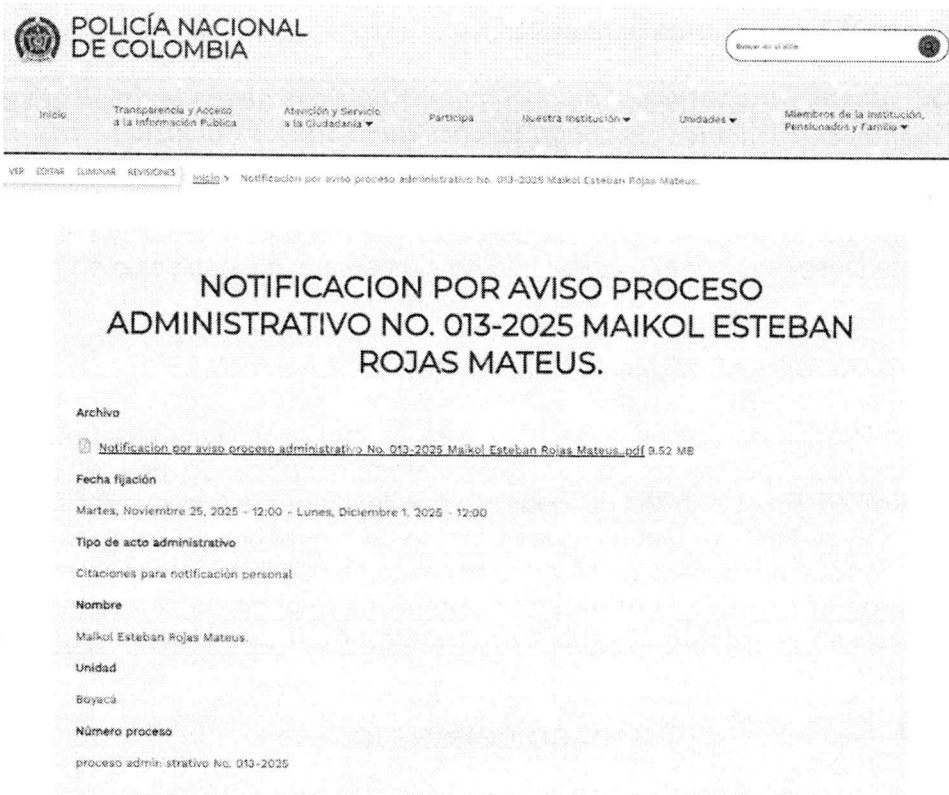 POLICÍA NACIONAL
DE COLOMBIA
Buscar en el sitio
Inicio
Transparencia y Acceso
a la Información Pública
Atención y Servicio
a la Ciudadanía
Participa
Nuestra Institución
Unidades
Miembros de la Institución,
Pensionados y Familia
VER EDITAR ELIMINAR REVISIONES
Inicio > Notificacion por aviso proceso administrativo No. 013-2025 Maikol Esteban Rojas Mateus.
NOTIFICACION POR AVISO PROCESO
ADMINISTRATIVO NO. 013-2025 MAIKOL ESTEBAN
ROJAS MATEUS.
Archivo
Notificacion por aviso proceso administrativo No. 013-2025 Maikol Esteban Rojas Mateus..pdf 9.52 MB
Fecha fijación
Martes, Noviembre 25, 2025 - 12:00 - Lunes, Diciembre 1, 2025 - 12:00
Tipo de acto administrativo
Citaciones para notificación personal
Nombre
Maikol Esteban Rojas Mateus.
Unidad
Boyacá
Número proceso
proceso administrativo No. 013-2025